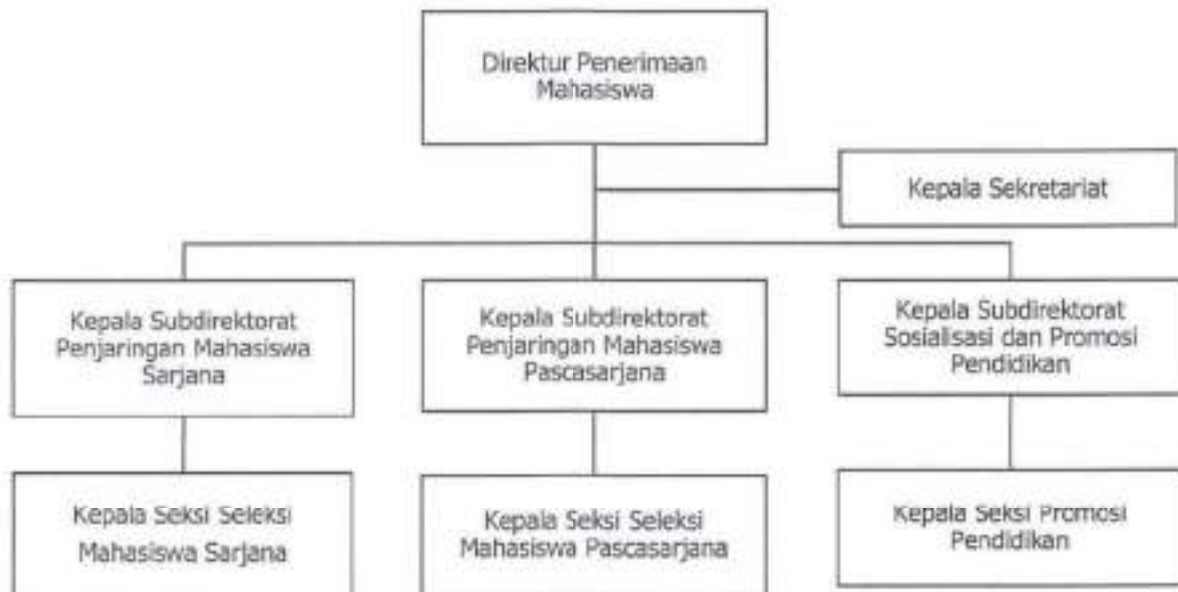 Direktur Penerimaan
Mahasiswa
Kepala Sekretariat
Kepala Subdirektorat
Penjaringan Mahasiswa
Sarjana
Kepala Subdirektorat
Penjaringan Mahasiswa
Pascasarjana
Kepala Subdirektorat
Sosialisasi dan Promosi
Pendidikan
Kepala Seksi Seleksi
Mahasiswa Sarjana
Kepala Seksi Seleksi
Mahasiswa Pascasarjana
Kepala Seksi Promosi
Pendidikan